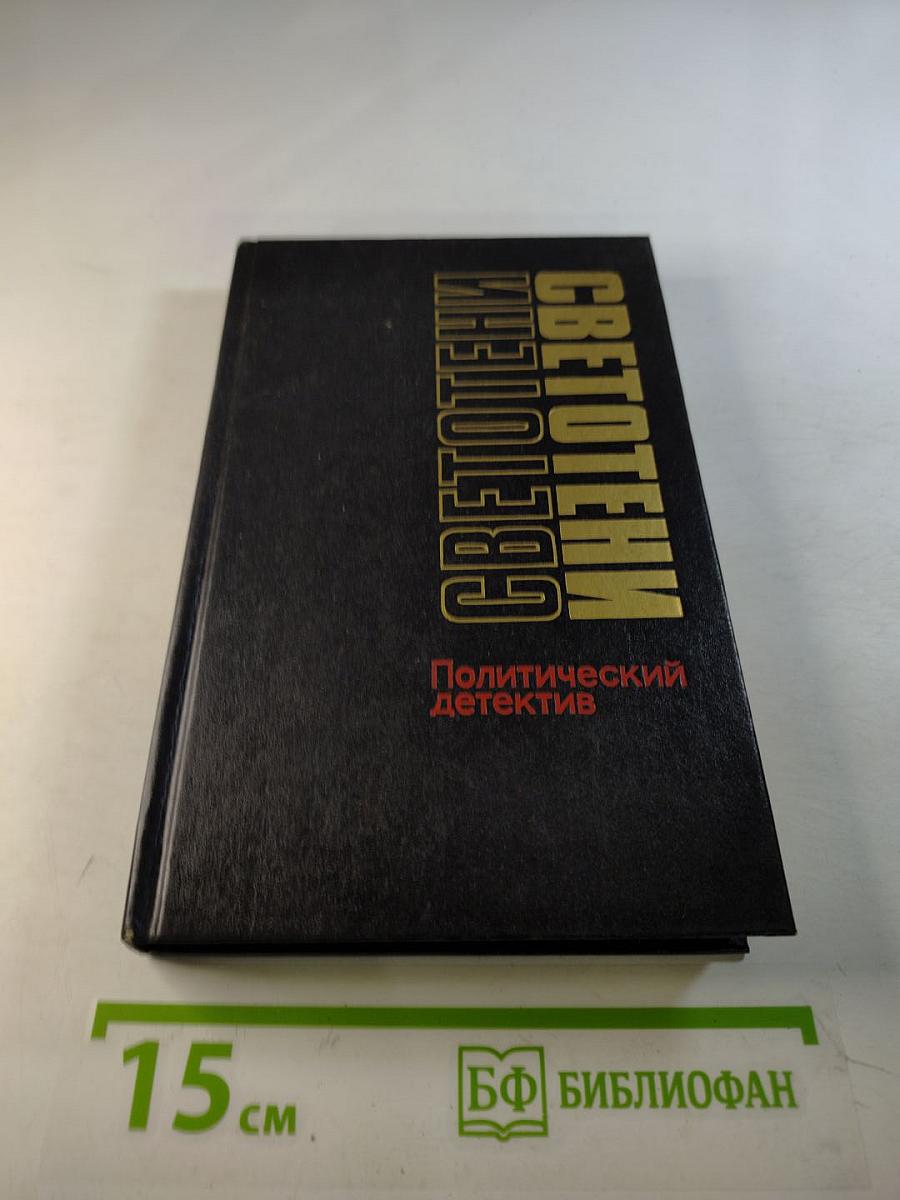 СВЕТОТЕНИ
СВЕТОТЕНИ
Политический
детектив
15 см
БФ БИБЛИОФАН